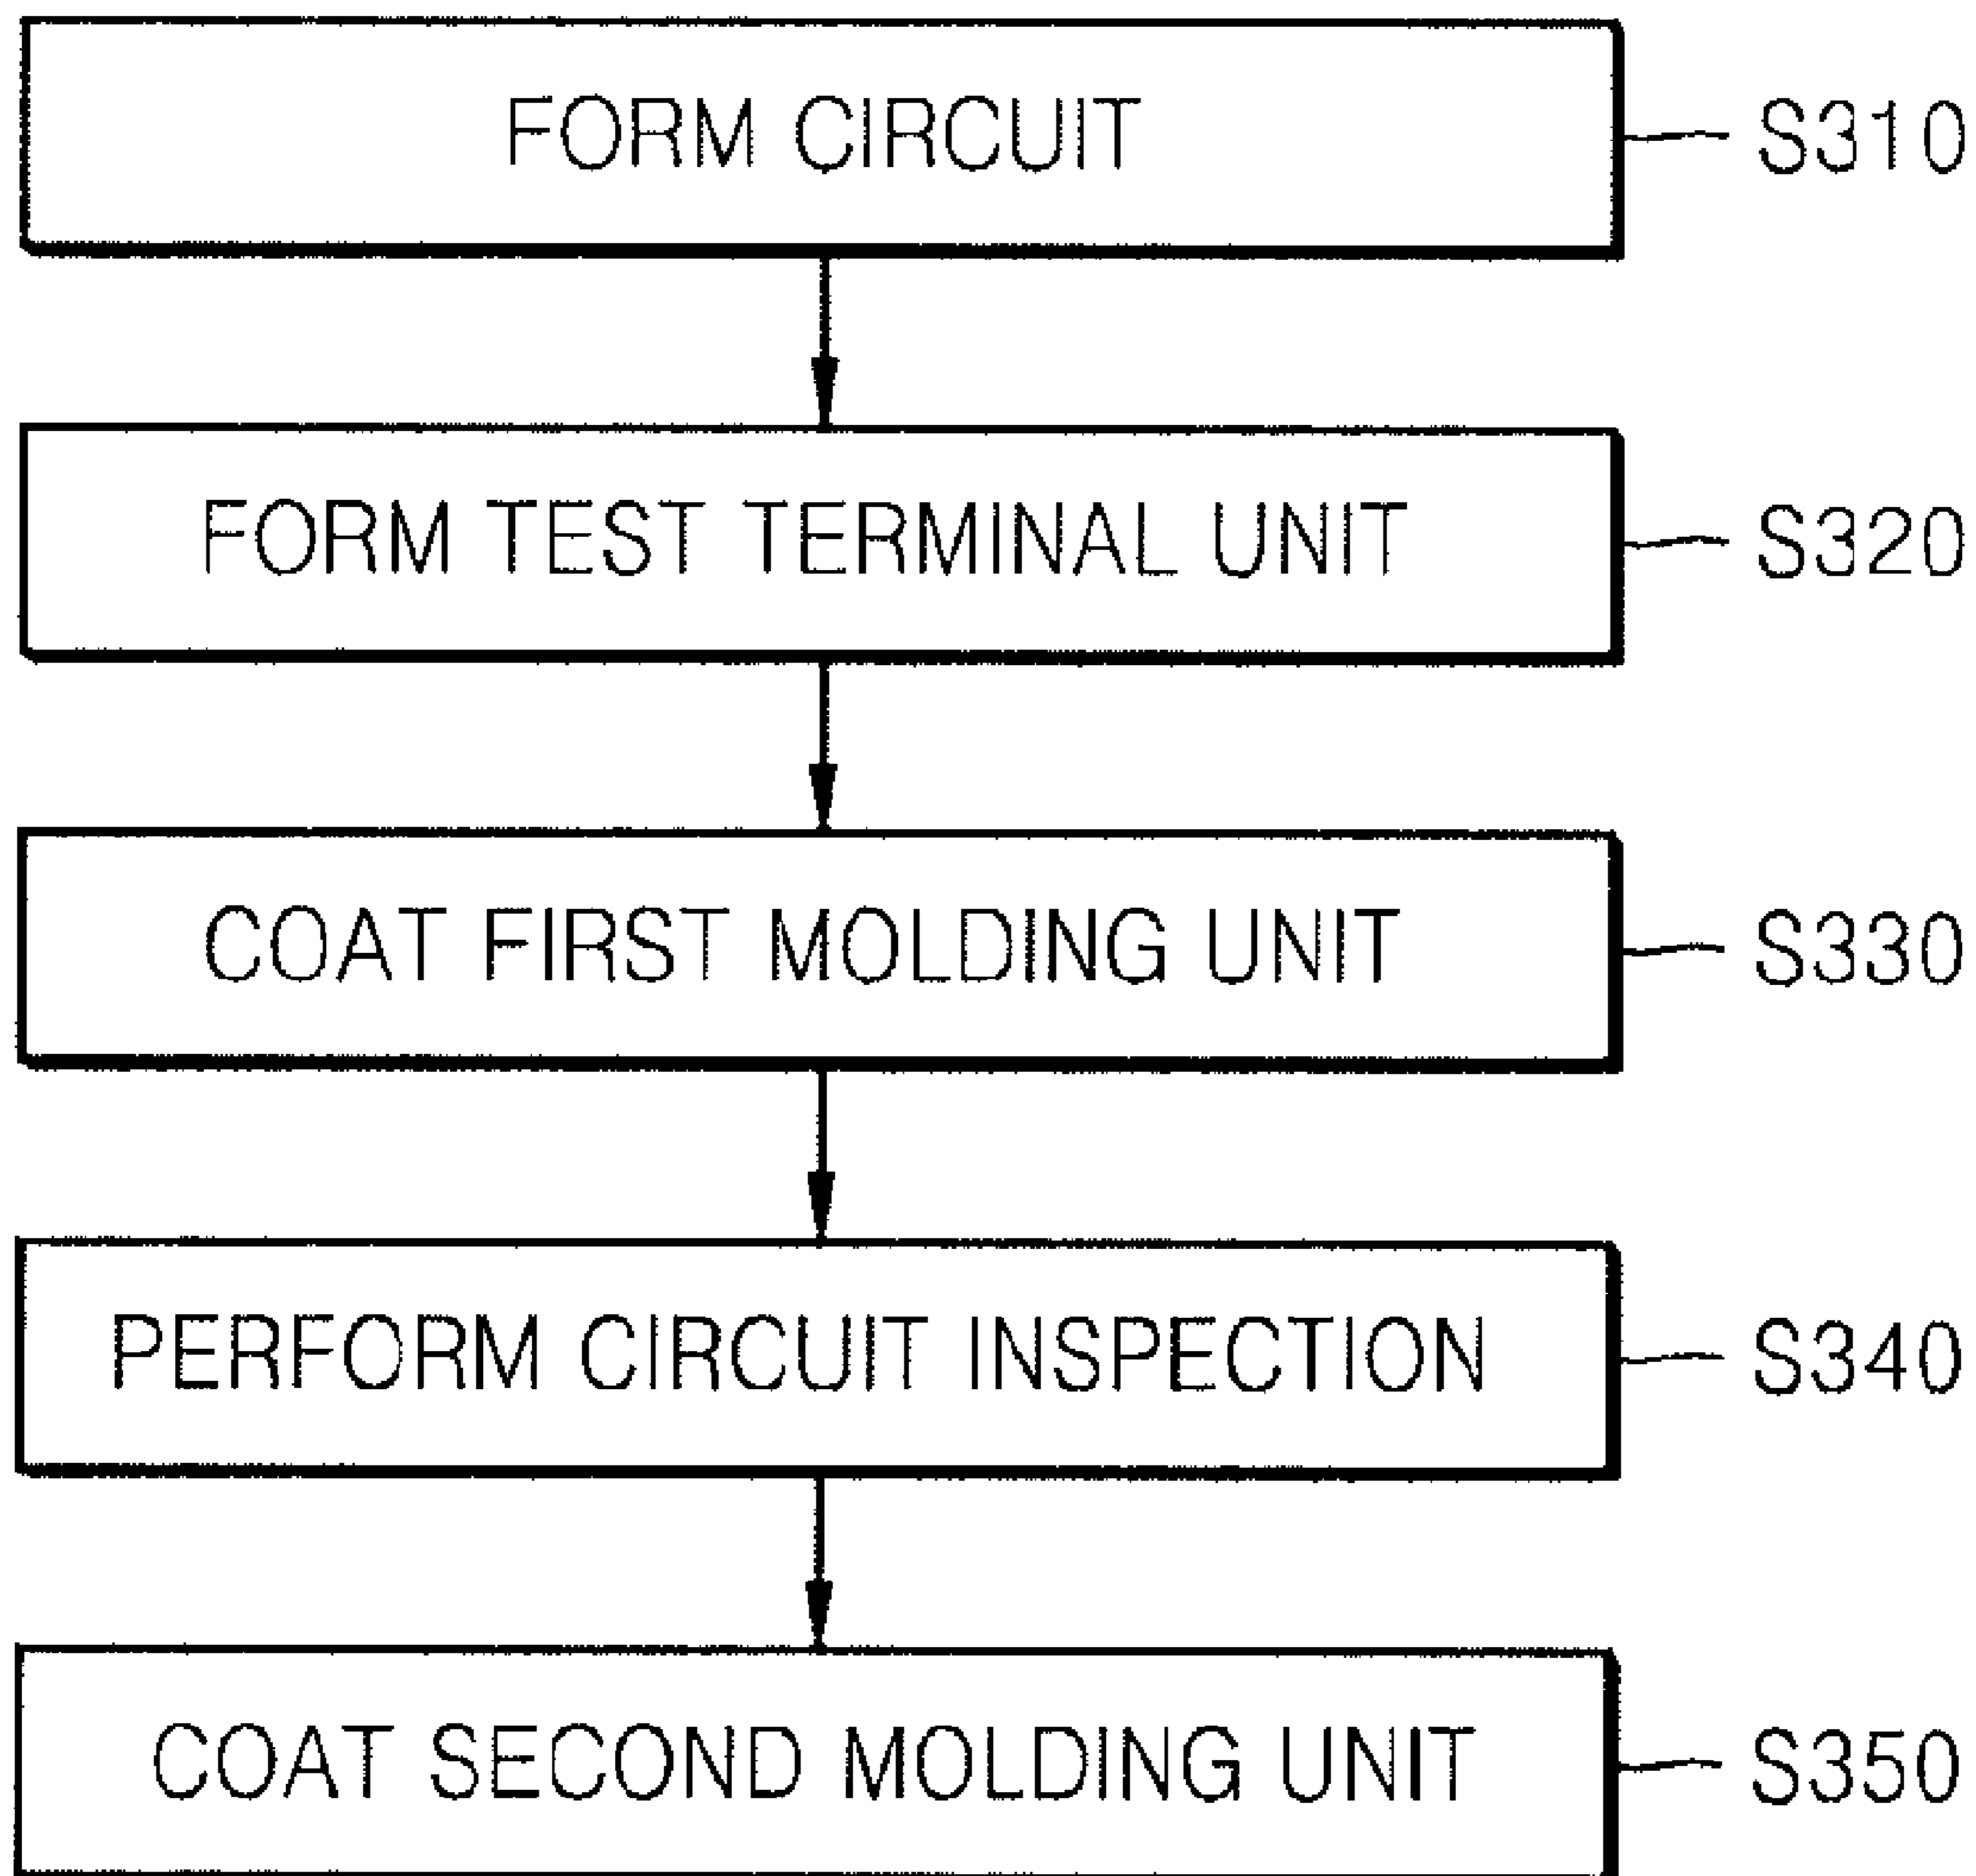 FORM CIRCUIT S310
FORM TEST TERMINAL UNIT S320
COAT FIRST MOLDING UNIT S330
PERFORM CIRCUIT INSPECTION S340
COAT SECOND MOLDING UNIT S350